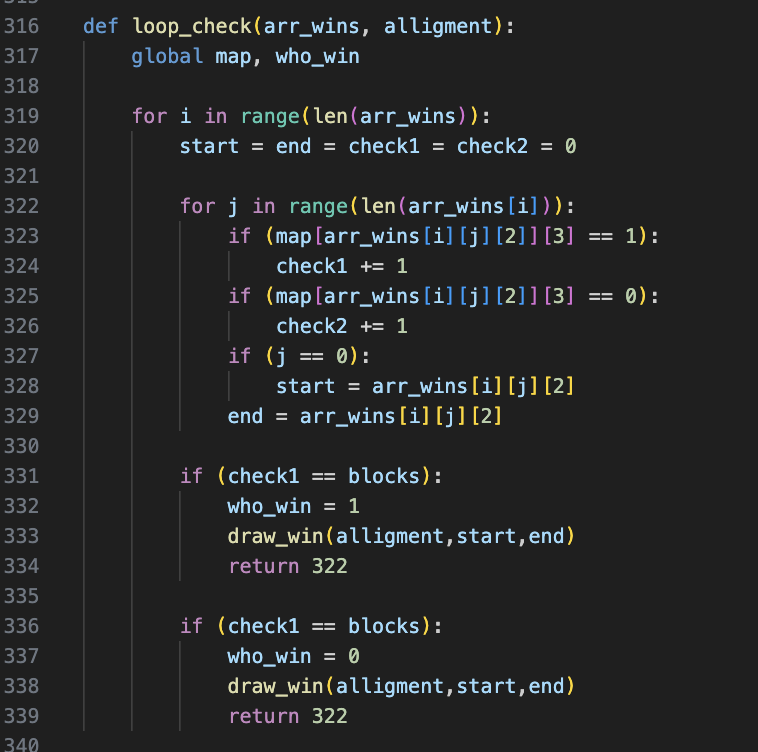 315
316 def loop_check(arr_wins, alligment):
317 global map, who_win
318
319 for i in range(len(arr_wins)):
320 start = end = check1 = check2 = 0
321
322 for j in range(len(arr_wins[i])):
323 if (map[arr_wins[i][j][2]][3] == 1):
324 check1 += 1
325 if (map[arr_wins[i][j][2]][3] == 0):
326 check2 += 1
327 if (j == 0):
328 start = arr_wins[i][j][2]
329 end = arr_wins[i][j][2]
330
331 if (check1 == blocks):
332 who_win = 1
333 draw_win(alligment,start,end)
334 return 322
335
336 if (check1 == blocks):
337 who_win = 0
338 draw_win(alligment,start,end)
339 return 322
340